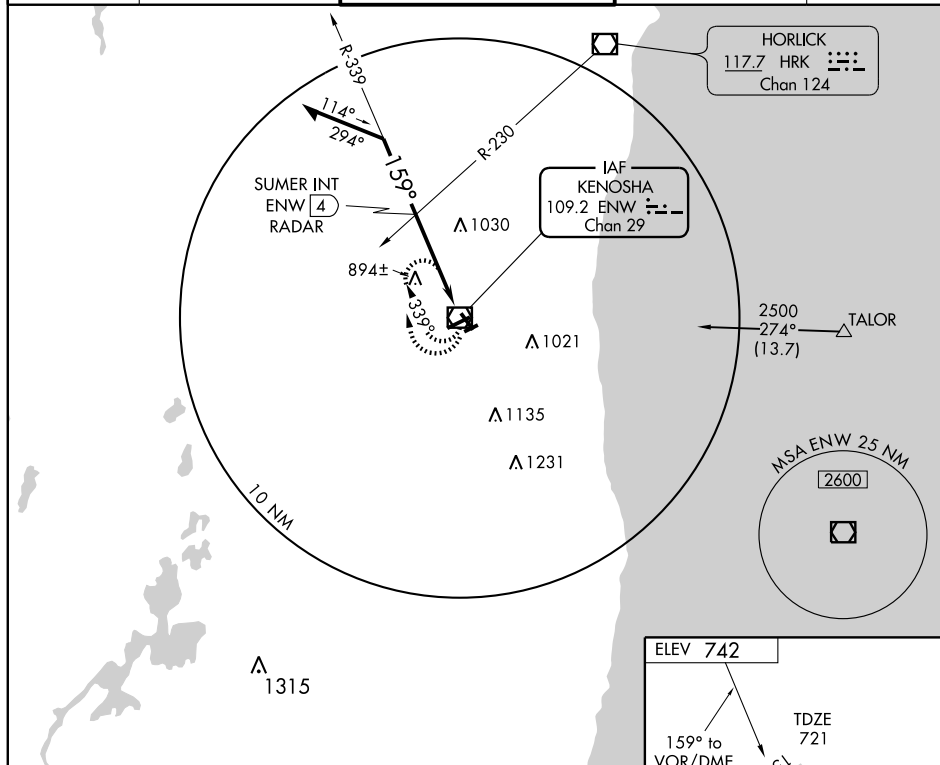 HORLICK
117.7 HRK
Chan 124
R-339
114°
294°
R-230
159°
IAF
KENOSHA
109.2 ENW
Chan 29
SUMER INT
ENW 4
RADAR
1030
894±
339°
2500
274°
(13.7)
TALOR
1021
1135
1231
MSA ENW 25 NM
2600
10 NM
1315
ELEV 742
TDZE
721
159° to
VOR/DME